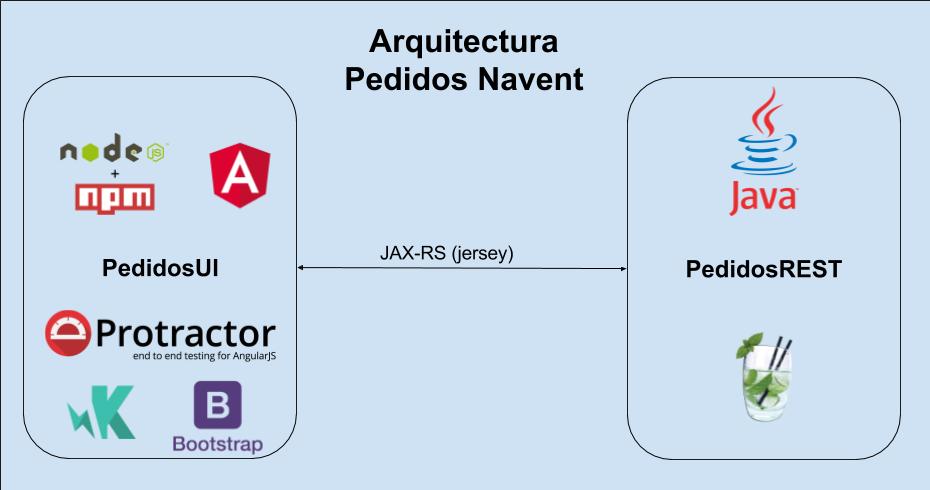 Arquitectura
Pedidos Navent
node JS
+
npm
A
PedidosUI
Protractor
end to end testing for AngularJS
K
B
Bootstrap
JAX-RS (jersey)
Java
PedidosREST